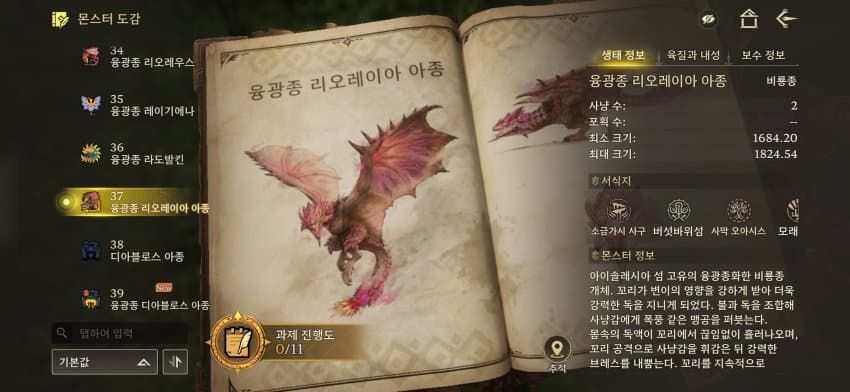 몬스터 도감
34
융광종 리오레우스
35
융광종 레이기에나
36
융광종 라도발킨
37
융광종 리오레이아 아종
38
디아블로스 아종
New
39
융광종 디아블로스 아종
탭하여 입력
기본값
융광종 리오레이아 아종
과제 진행도
0/11
추적
생태 정보
육질과 내성
보수 정보
융광종 리오레이아 아종
비룡종
사냥 수:
2
포획 수:
--
최소 크기:
1684.20
최대 크기:
1824.54
서식지
소금가시 사구
버섯바위섬
사막 오아시스
모래
몬스터 정보
아이솔레시아 섬 고유의 융광종화한 비룡종
개체. 꼬리가 변이의 영향을 강하게 받아 더욱
강력한 독을 지니게 되었다. 불과 독을 조합해
사냥감에게 폭풍 같은 맹공을 퍼붓는다.
몸속의 독액이 꼬리에서 끊임없이 흘러나오며,
꼬리 공격으로 사냥감을 휘감은 뒤 강력한
브레스를 내뿜는다. 꼬리를 지속적으로